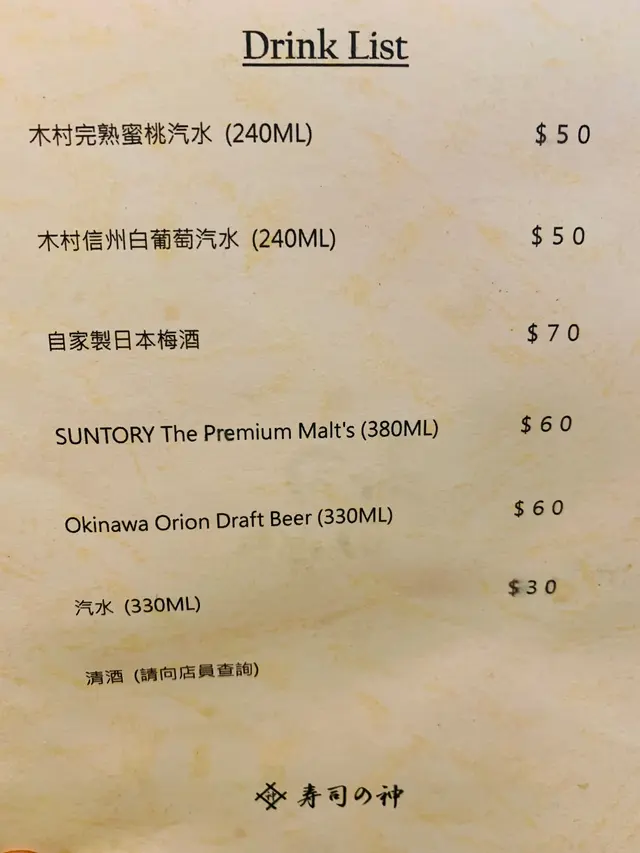 Drink List
木村完熟蜜桃汽水 (240ML) $50
木村信州白葡萄汽水 (240ML) $50
自家製日本梅酒 $70
SUNTORY The Premium Malt's (380ML) $60
Okinawa Orion Draft Beer (330ML) $60
汽水 (330ML) $30
清酒 (請向店員查詢)
寿司の神